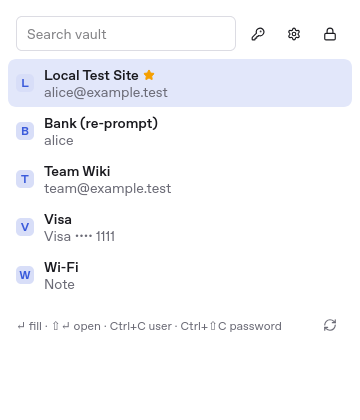 Search vault
L
Local Test Site
alice@example.test
B
Bank (re-prompt)
alice
T
Team Wiki
team@example.test
V
Visa
Visa •••• 1111
W
Wi-Fi
Note
↵ fill · ⇧↵ open · Ctrl+C user · Ctrl+⇧C password